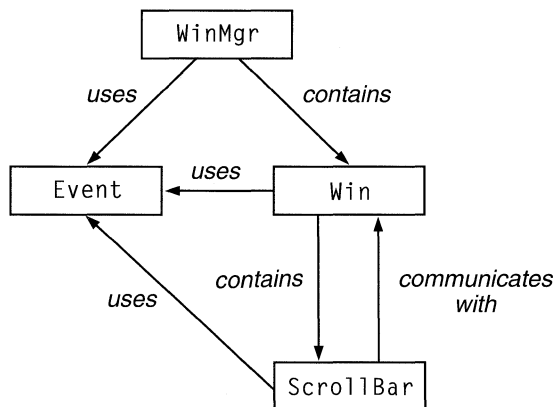 WinMgr
uses
contains
Event
uses
Win
uses
contains
communicates
with
ScrollBar